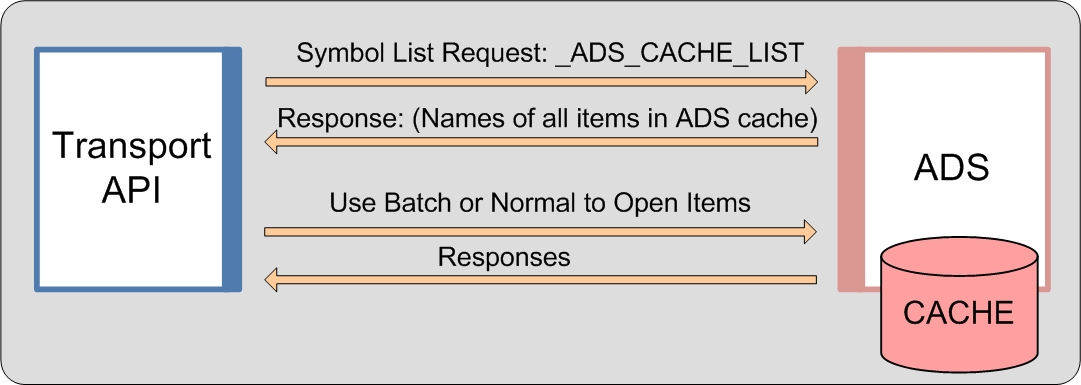 Symbol List Request: _ADS_CACHE_LIST
Response: (Names of all items in ADS cache)
Transport
API
ADS
Use Batch or Normal to Open Items
Responses
CACHE